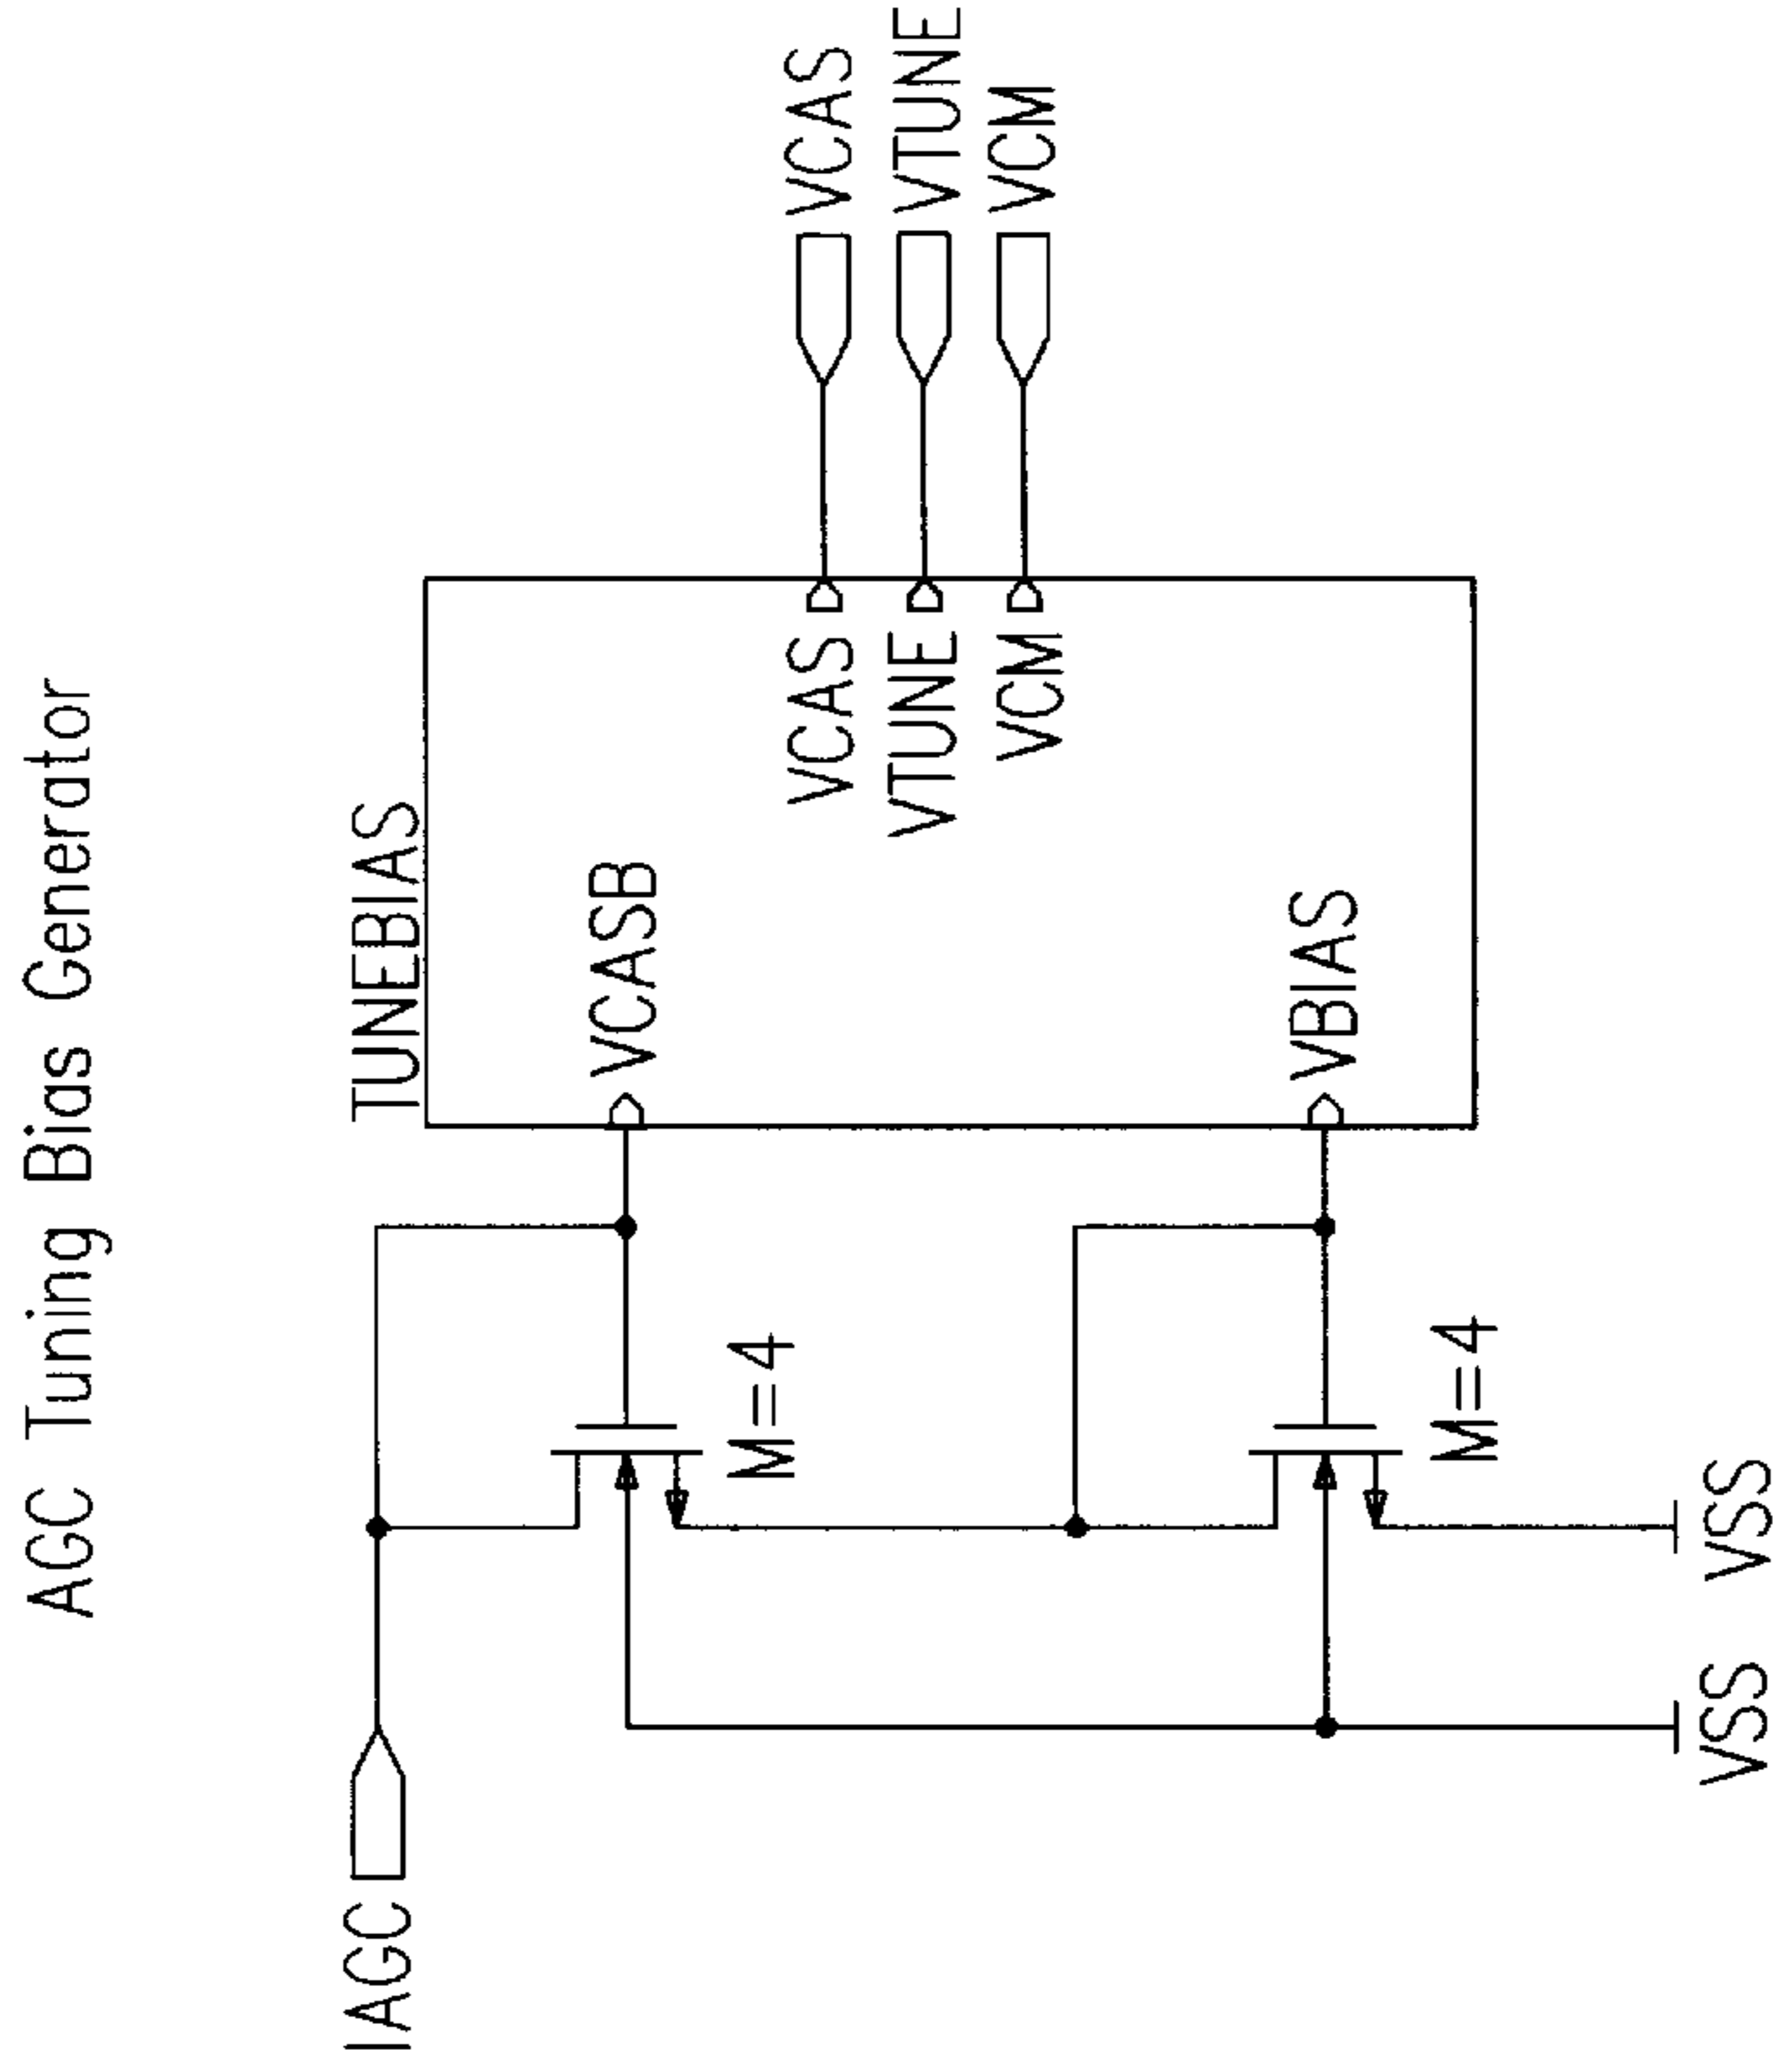 AGC Tuning Bias Generator
TUNEBIAS
IAGC
VCASB
VCAS
VCAS
VTUNE
VTUNE
VCM
VCM
M=4
VBIAS
M=4
VSS
VSS